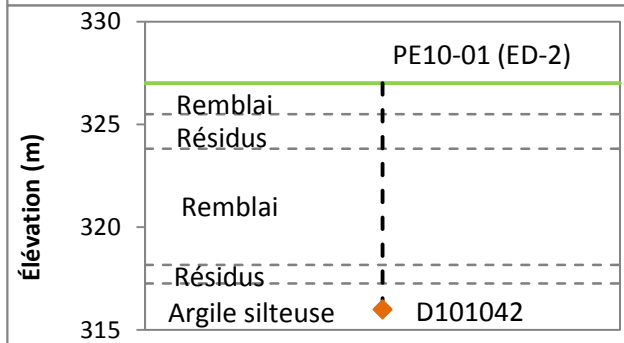 330
PE10-01 (ED-2)
Remblai
325
Résidus
Élévation (m)
Remblai
320
Résidus
Argile silteuse
D101042
315